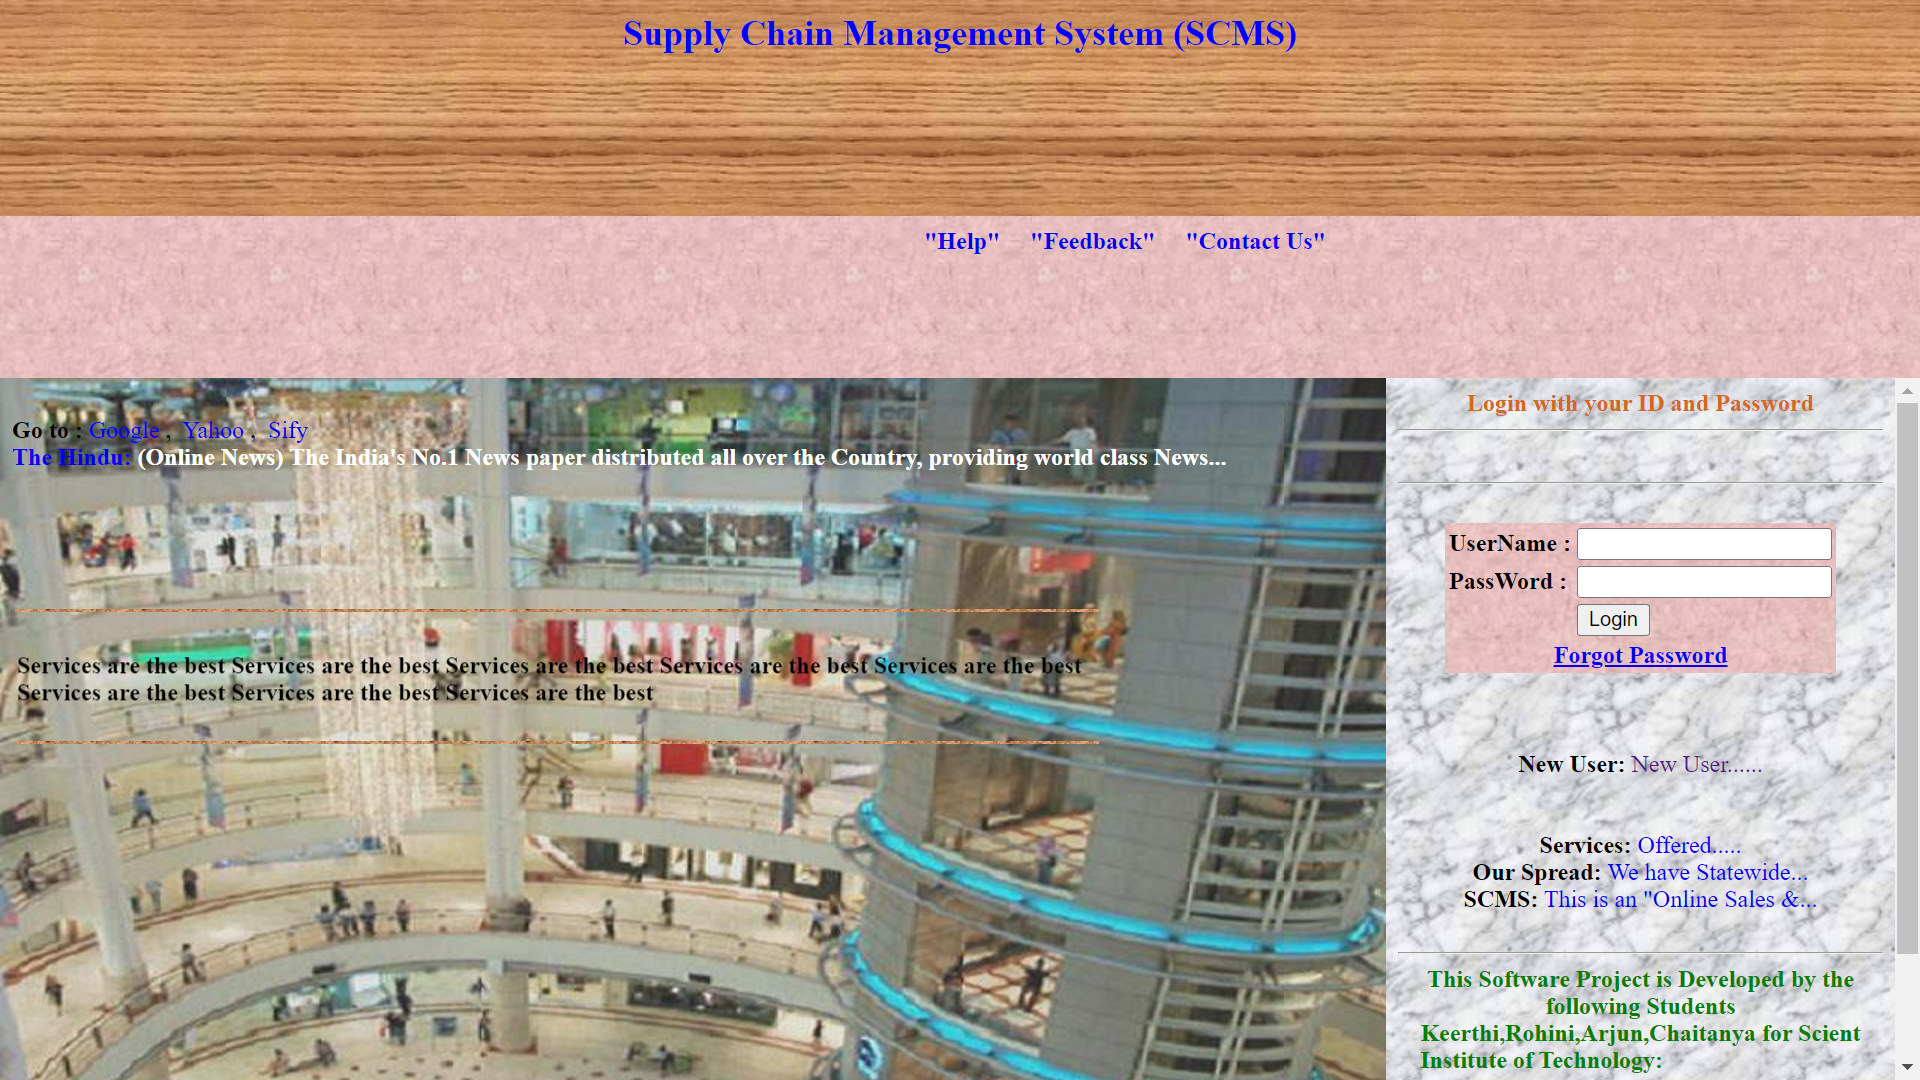 Supply Chain Management System (SCMS)
"Help" "Feedback" "Contact Us"
Go to : Google , Yahoo , Sify
The Hindu: (Online News) The India's No.1 News paper distributed all over the Country, providing world class News...
Services are the best Services are the best Services are the best Services are the best Services are the best
Services are the best Services are the best Services are the best
Login with your ID and Password
UserName :
PassWord :
Login
Forgot Password
New User: New User......
Services: Offered.....
Our Spread: We have Statewide...
SCMS: This is an "Online Sales &...
This Software Project is Developed by the
following Students
Keerthi,Rohini,Arjun,Chaitanya for Scient
Institute of Technology: